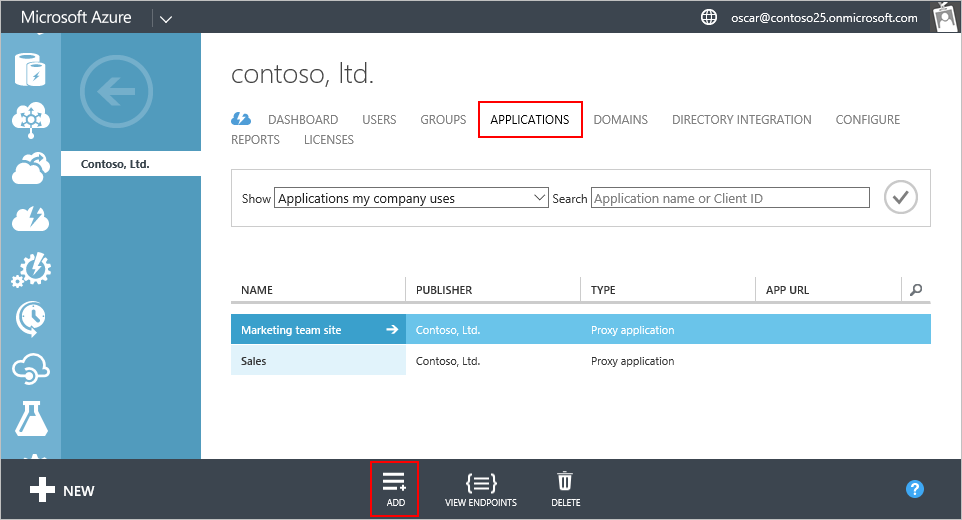 Microsoft Azure oscar@contoso25.onmicrosoft.com
contoso, ltd.
DASHBOARD USERS GROUPS APPLICATIONS DOMAINS DIRECTORY INTEGRATION CONFIGURE
REPORTS LICENSES
Contoso, Ltd.
Show Applications my company uses Search Application name or Client ID
NAME PUBLISHER TYPE APP URL
Marketing team site Contoso, Ltd. Proxy application
Sales Contoso, Ltd. Proxy application
NEW ADD VIEW ENDPOINTS DELETE ?